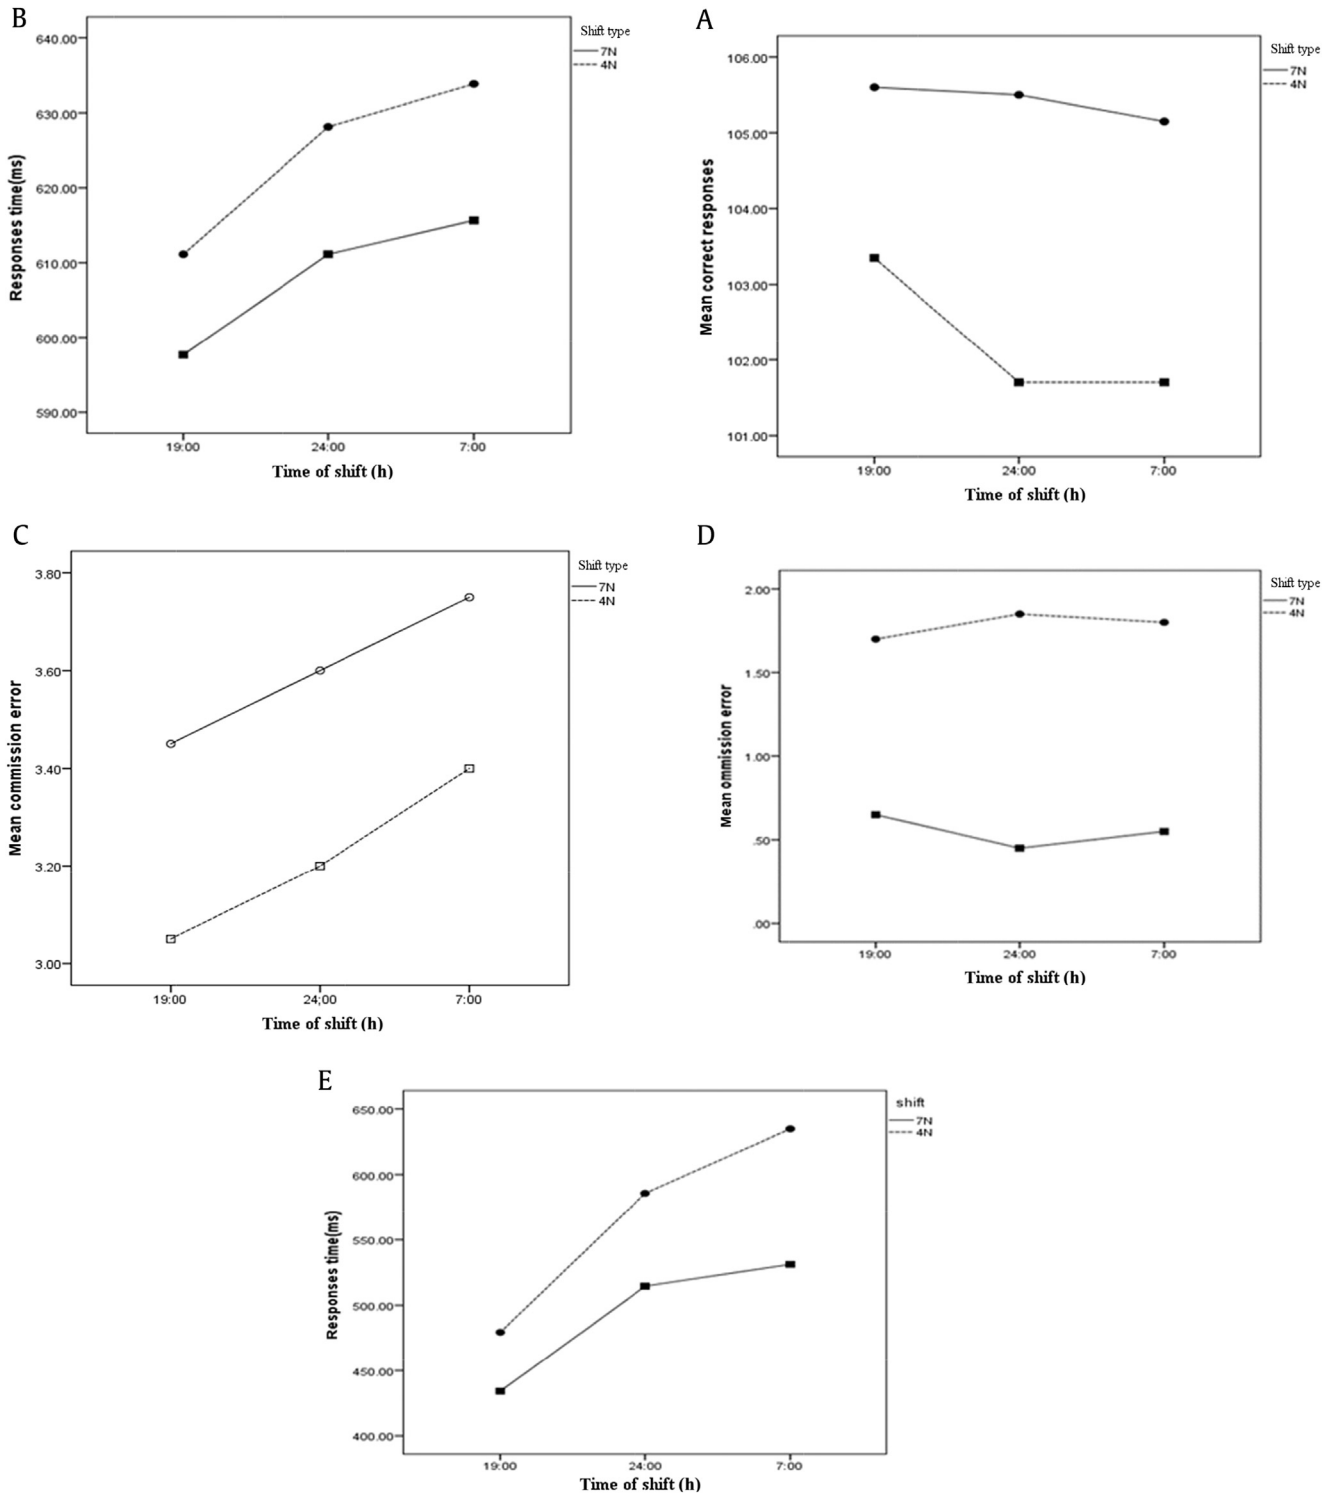 B
Shift type
7N
4N
640.00
630.00
620.00
610.00
600.00
590.00
Responses time(ms)
19:00 24:00 7:00
Time of shift (h)
A
Shift type
7N
4N
106.00
105.00
104.00
103.00
102.00
101.00
Mean correct responses
19:00 24:00 7:00
Time of shift (h)
C
Shift type
7N
4N
3.80
3.60
3.40
3.20
3.00
Mean commission error
19:00 24:00 7:00
Time of shift (h)
D
Shift type
7N
4N
2.00
1.50
1.00
.50
.00
Mean ommission error
19:00 24:00 7:00
Time of shift (h)
E
shift
7N
4N
650.00
600.00
550.00
500.00
450.00
400.00
Responses time(ms)
19:00 24:00 7:00
Time of shift (h)